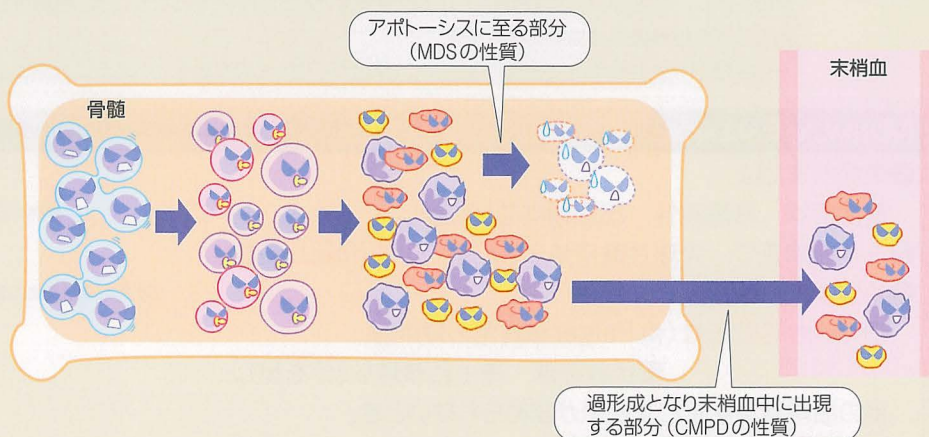 アポトーシスに至る部分
(MDSの性質)
末梢血
骨髄
過形成となり末梢血中に出現
する部分(CMPDの性質)